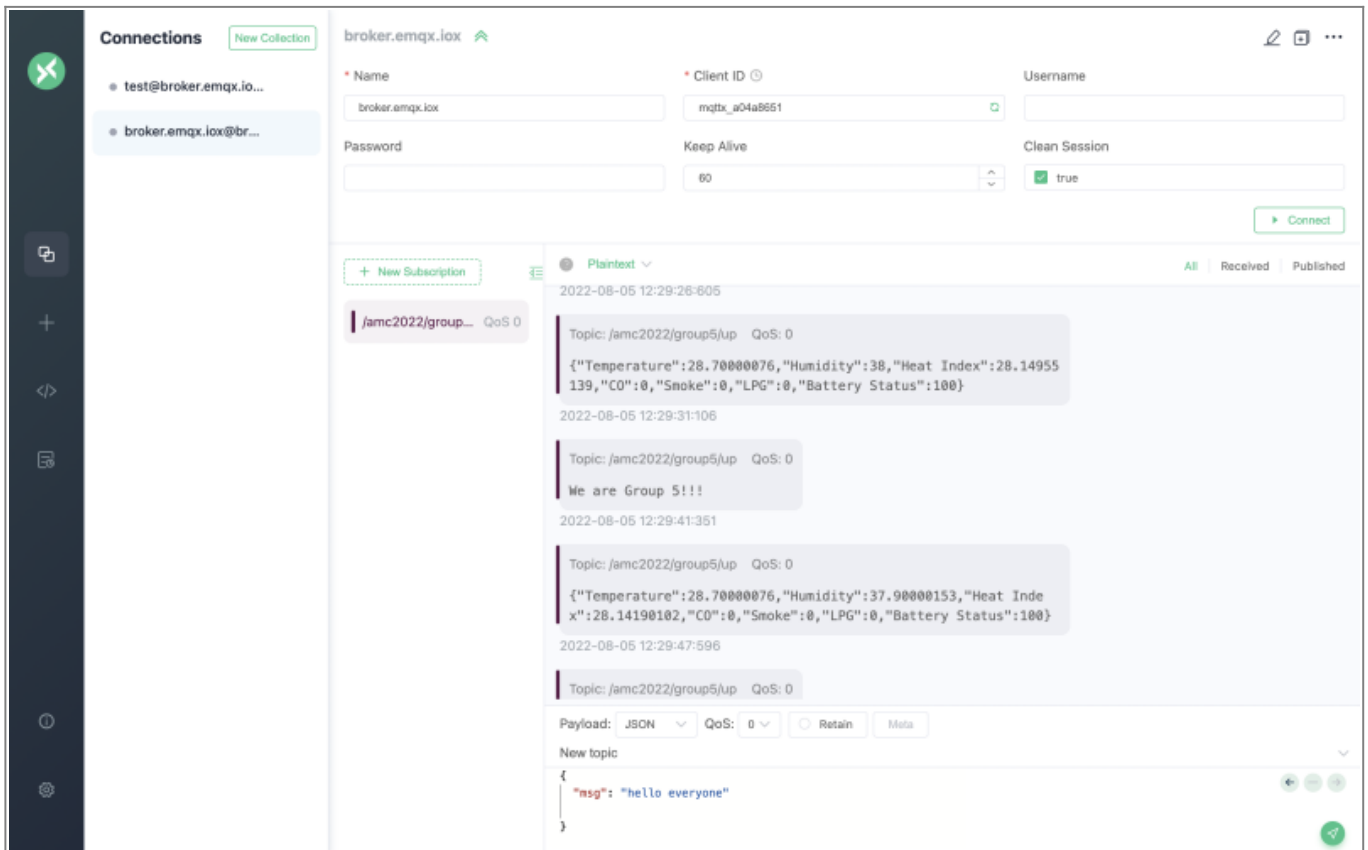 Connections
New Collection
test@broker.emqx.io...
broker.emqx.iox@br...
broker.emqx.iox
* Name
* Client ID
Username
broker.emqx.iox
mqttx_a04a8651
Password
Keep Alive
Clean Session
60
true
Connect
+ New Subscription
Plaintext
All
Received
Published
/amc2022/group... QoS 0
2022-08-05 12:29:26:605
Topic: /amc2022/group5/up QoS: 0
{"Temperature":28.70000076,"Humidity":38,"Heat Index":28.14955
139,"CO":0,"Smoke":0,"LPG":0,"Battery Status":100}
2022-08-05 12:29:31:106
Topic: /amc2022/group5/up QoS: 0
We are Group 5!!!
2022-08-05 12:29:41:351
Topic: /amc2022/group5/up QoS: 0
{"Temperature":28.70000076,"Humidity":37.90000153,"Heat Inde
x":28.14190102,"CO":0,"Smoke":0,"LPG":0,"Battery Status":100}
2022-08-05 12:29:47:596
Topic: /amc2022/group5/up QoS: 0
Payload: JSON QoS: 0 Retain Meta
New topic
{
"msg": "hello everyone"
}